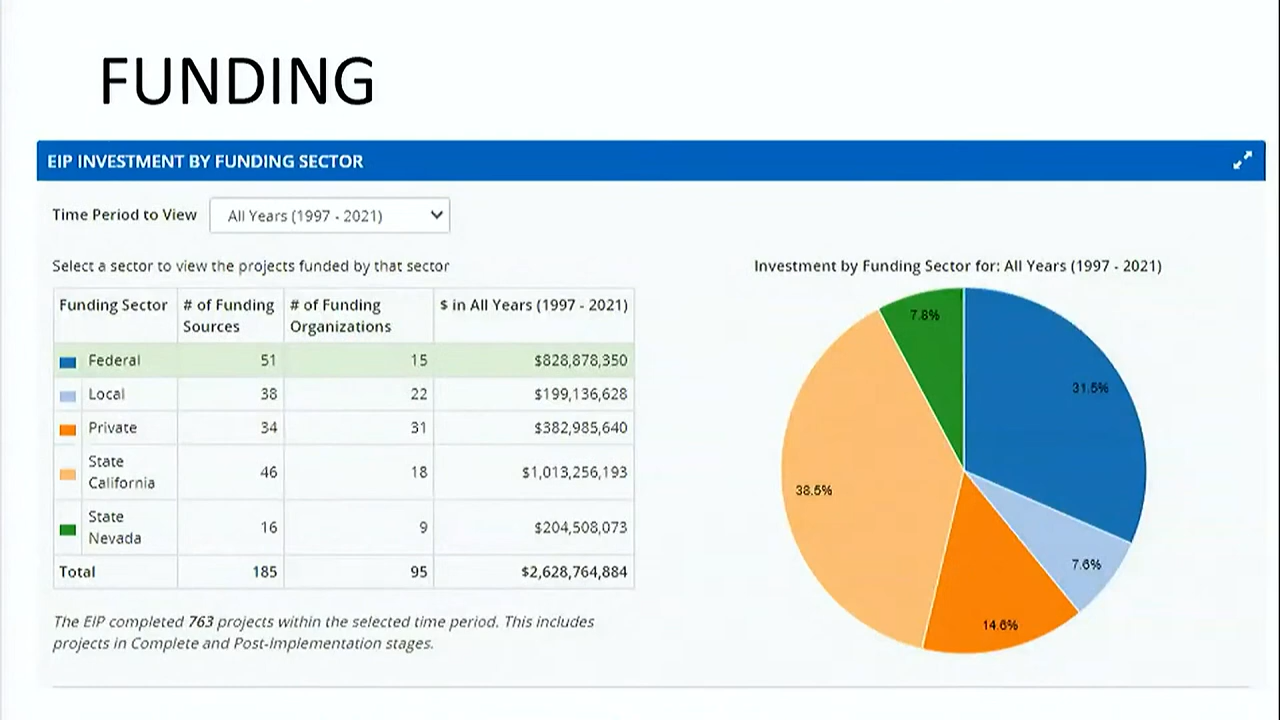 FUNDING
EIP INVESTMENT BY FUNDING SECTOR
Time Period to View All Years (1997 - 2021)
Select a sector to view the projects funded by that sector
Funding Sector # of Funding Sources # of Funding Organizations $ in All Years (1997 - 2021)
Federal 51 15 $828,878,350
Local 38 22 $199,136,628
Private 34 31 $382,985,640
State California 46 18 $1,013,256,193
State Nevada 16 9 $204,508,073
Total 185 95 $2,628,764,884
The EIP completed 763 projects within the selected time period. This includes
projects in Complete and Post-Implementation stages.
Investment by Funding Sector for: All Years (1997 - 2021)
7.8%
31.5%
38.5%
7.6%
14.6%